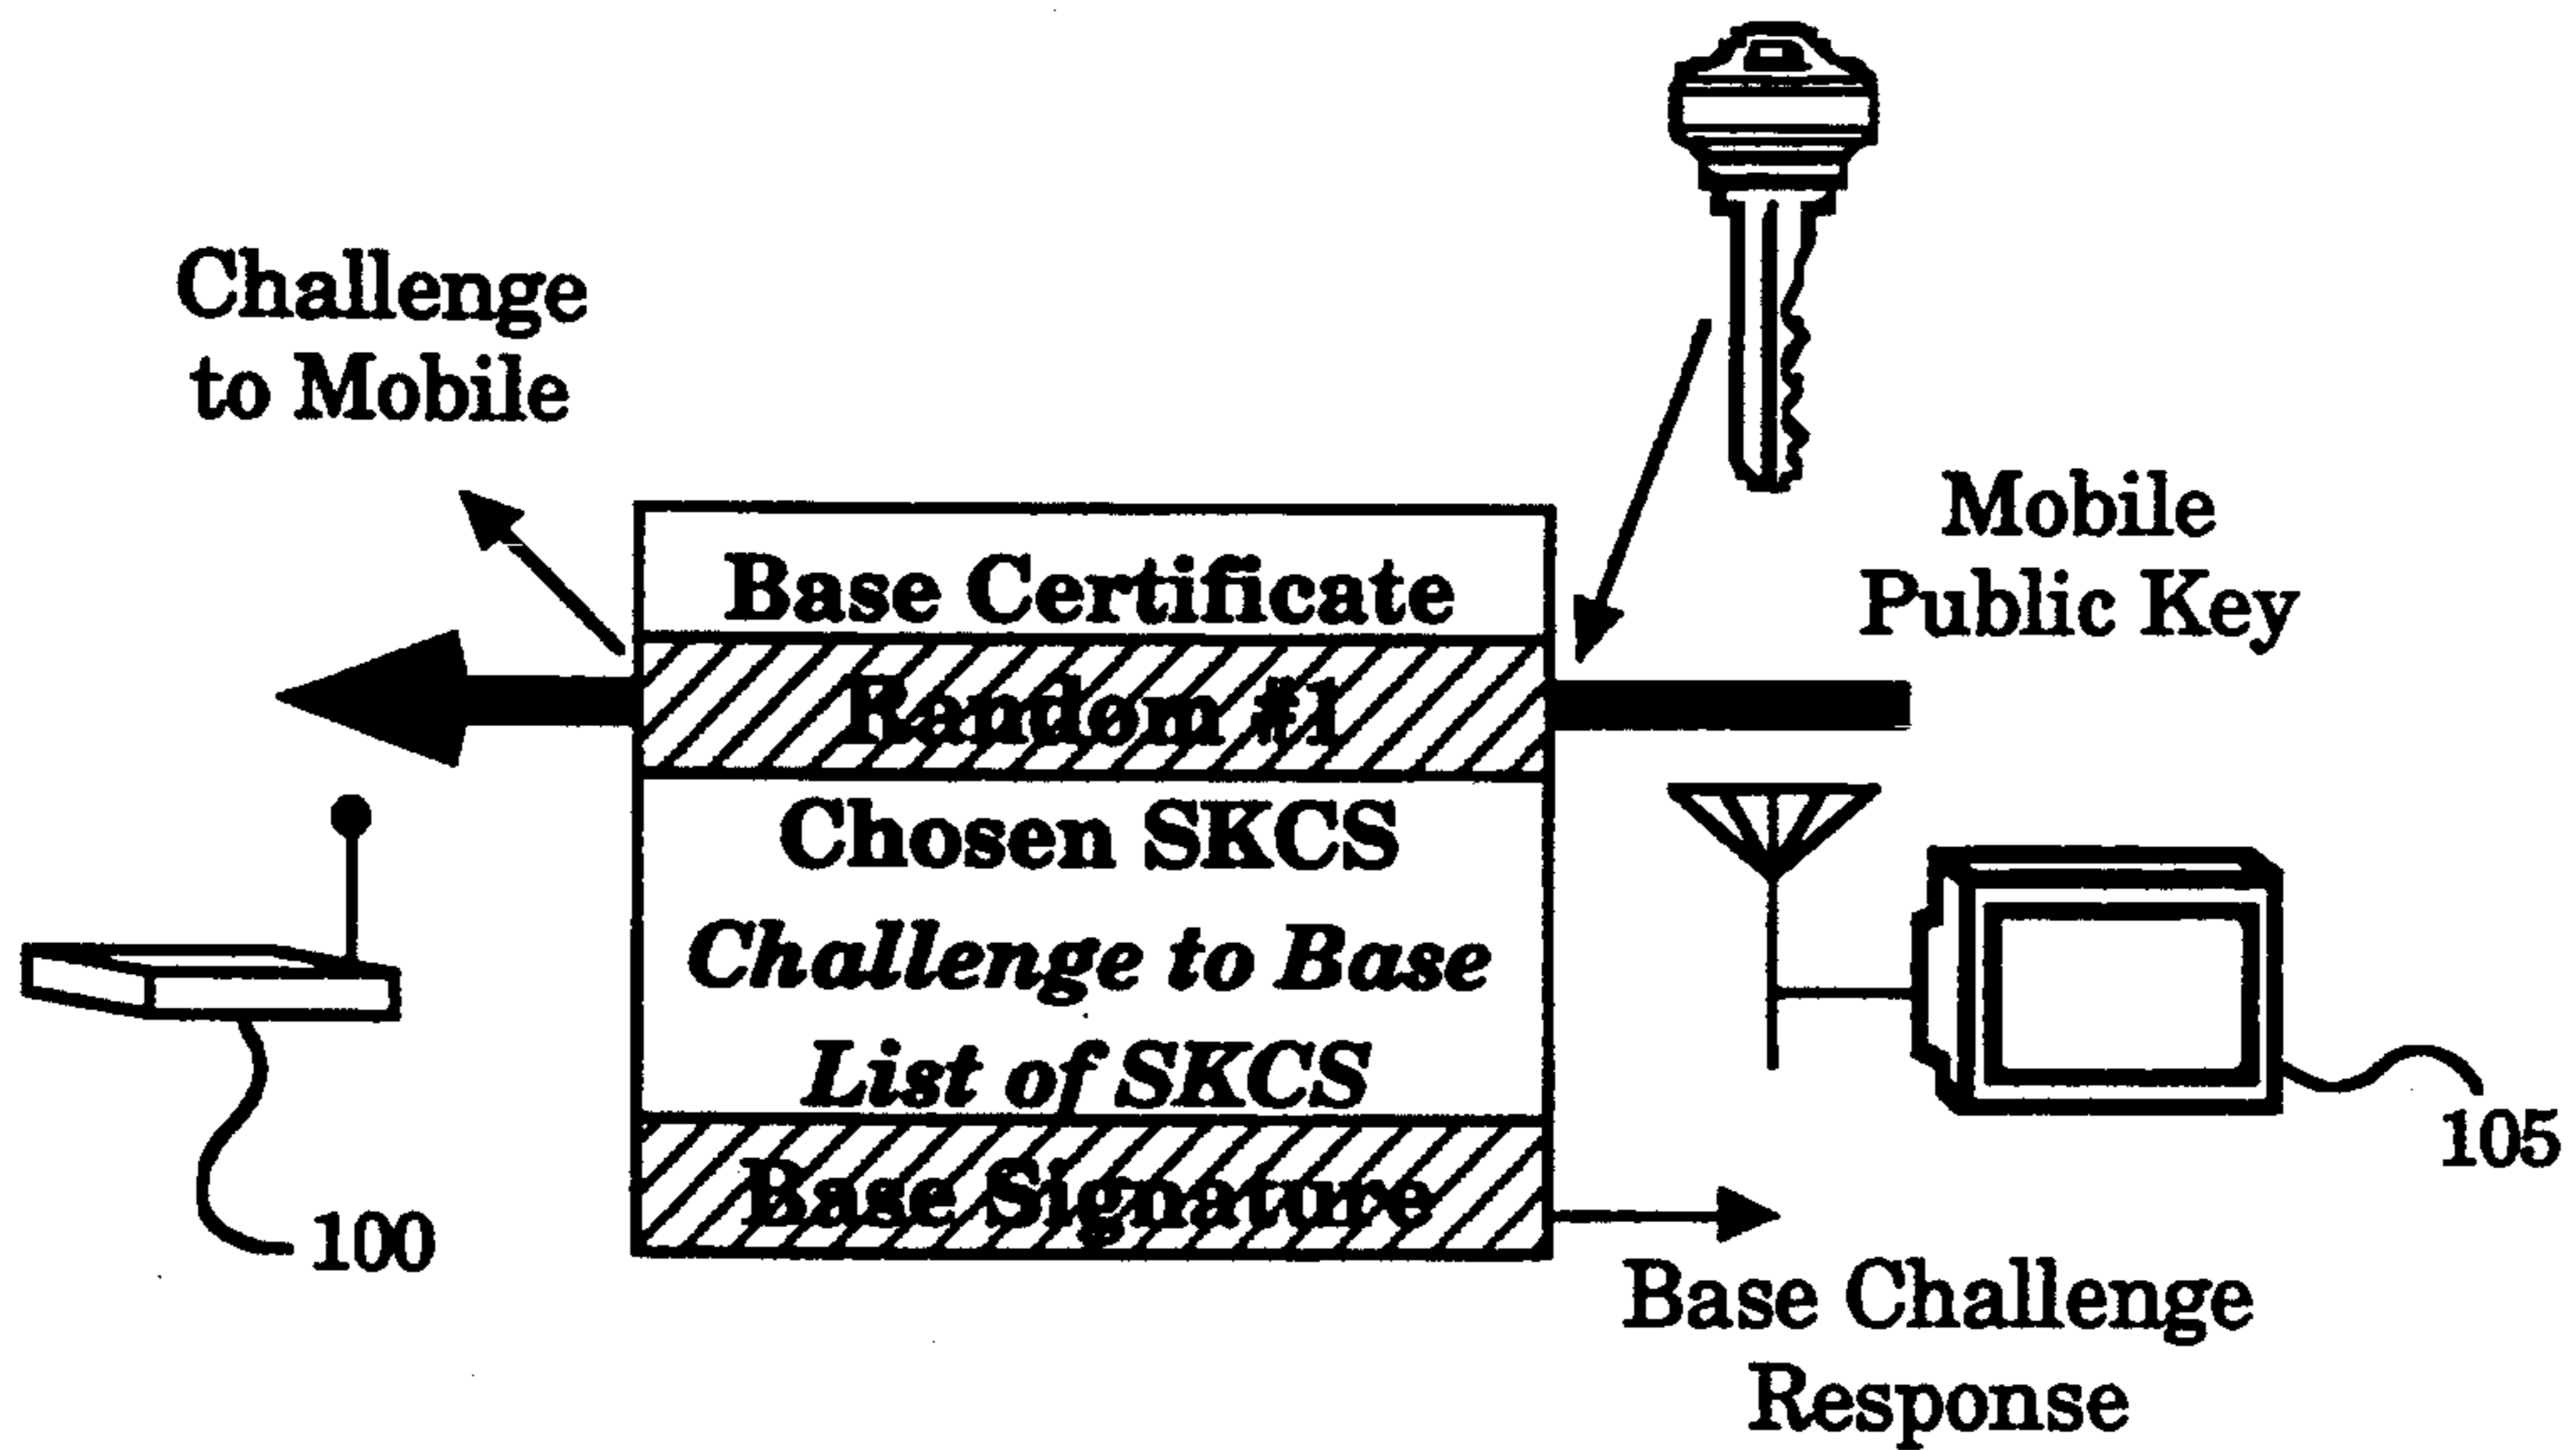 Challenge
to Mobile
Mobile
Public Key
Base Certificate
Random #1
Chosen SKCS
Challenge to Base
List of SKCS
Base Signature
100
105
Base Challenge
Response